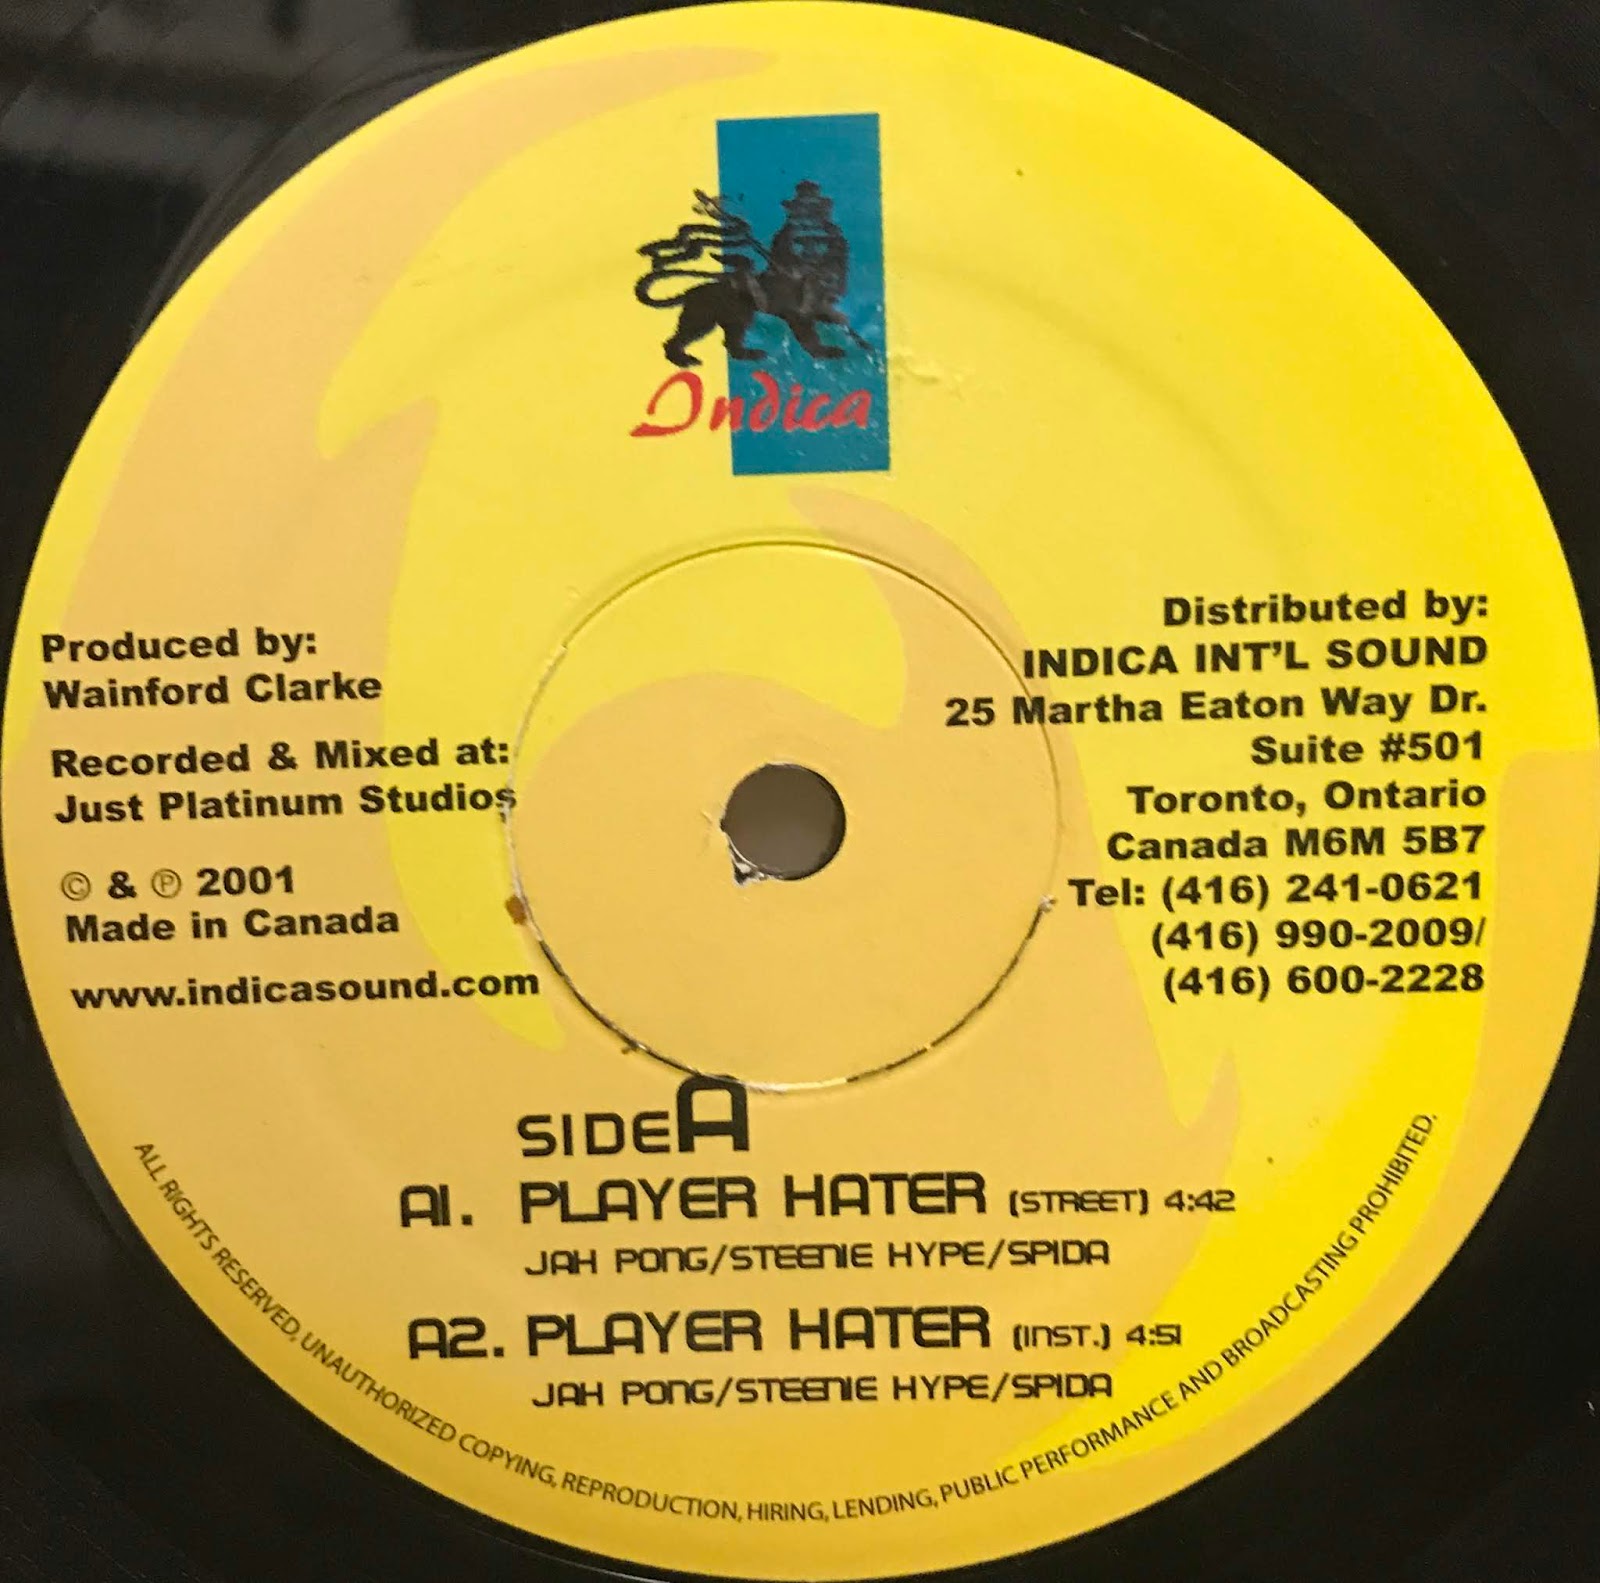 Indica
Produced by:
Wainford Clarke
Recorded & Mixed at:
Just Platinum Studios
© & ℗ 2001
Made in Canada
www.indicasound.com
Distributed by:
INDICA INT'L SOUND
25 Martha Eaton Way Dr.
Suite #501
Toronto, Ontario
Canada M6M 5B7
Tel: (416) 241-0621
(416) 990-2009/
(416) 600-2228
SIDE A
A1. PLAYER HATER (STREET) 4:42
JAH PONG/STEENIE HYPE/SPIDA
A2. PLAYER HATER (INST.) 4:51
JAH PONG/STEENIE HYPE/SPIDA
ALL RIGHTS RESERVED, UNAUTHORIZED COPYING, REPRODUCTION, HIRING, LENDING, PUBLIC PERFORMANCE AND BROADCASTING PROHIBITED.